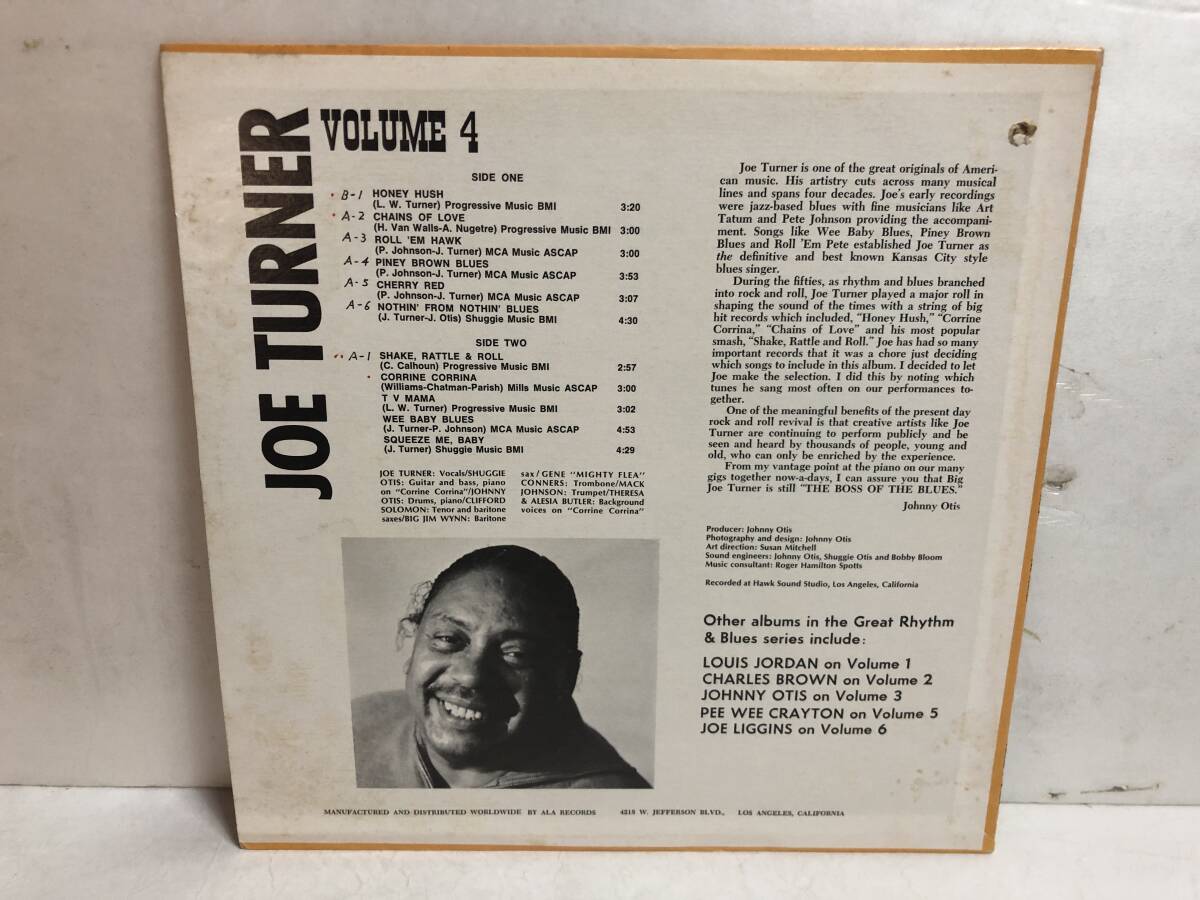 JOE TURNER
VOLUME 4
SIDE ONE
B-1 HONEY HUSH
(L. W. Turner) Progressive Music BMI 3:20
A-2 CHAINS OF LOVE
(H. Van Walls-A. Nugetre) Progressive Music BMI 3:00
A-3 ROLL 'EM HAWK
(P. Johnson-J. Turner) MCA Music ASCAP 3:00
A-4 PINEY BROWN BLUES
(P. Johnson-J. Turner) MCA Music ASCAP 3:53
A-5 CHERRY RED
(P. Johnson-J. Turner) MCA Music ASCAP 3:07
A-6 NOTHIN' FROM NOTHIN' BLUES
(J. Turner-J. Otis) Shuggie Music BMI 4:30
SIDE TWO
A-1 SHAKE, RATTLE & ROLL
(C. Calhoun) Progressive Music BMI 2:57
CORRINE CORRINA
(Williams-Chatman-Parish) Mills Music ASCAP 3:00
T V MAMA
(L. W. Turner) Progressive Music BMI 3:02
WEE BABY BLUES
(J. Turner-P. Johnson) MCA Music ASCAP 4:53
SQUEEZE ME, BABY
(J. Turner) Shuggie Music BMI 4:29
JOE TURNER: Vocals/SHUGGIE
OTIS: Guitar and bass, piano
on "Corrine Corrina"/JOHNNY
OTIS: Drums, piano/CLIFFORD
SOLOMON: Tenor and baritone
saxes/BIG JIM WYNN: Baritone
sax/GENE "MIGHTY FLEA"
CONNERS: Trombone/MACK
JOHNSON: Trumpet/THERESA
& ALESIA BUTLER: Background
voices on "Corrine Corrina"
Joe Turner is one of the great originals of Ameri-
can music. His artistry cuts across many musical
lines and spans four decades. Joe's early recordings
were jazz-based blues with fine musicians like Art
Tatum and Pete Johnson providing the accompani-
ment. Songs like Wee Baby Blues, Piney Brown
Blues and Roll 'Em Pete established Joe Turner as
the definitive and best known Kansas City style
blues singer.
During the fifties, as rhythm and blues branched
into rock and roll, Joe Turner played a major roll in
shaping the sound of the times with a string of big
hit records which included, "Honey Hush," "Corrine
Corrina," "Chains of Love" and his most popular
smash, "Shake, Rattle and Roll." Joe has had so many
important records that it was a chore just deciding
which songs to include in this album. I decided to let
Joe make the selection. I did this by noting which
tunes he sang most often on our performances to-
gether.
One of the meaningful benefits of the present day
rock and roll revival is that creative artists like Joe
Turner are continuing to perform publicly and be
seen and heard by thousands of people, young and
old, who can only be enriched by the experience.
From my vantage point at the piano on our many
gigs together now-a-days, I can assure you that Big
Joe Turner is still "THE BOSS OF THE BLUES."
Johnny Otis
Producer: Johnny Otis
Photography and design: Johnny Otis
Art direction: Susan Mitchell
Sound engineers: Johnny Otis, Shuggie Otis and Bobby Bloom
Music consultant: Roger Hamilton Spotts
Recorded at Hawk Sound Studio, Los Angeles, California
Other albums in the Great Rhythm
& Blues series include:
LOUIS JORDAN on Volume 1
CHARLES BROWN on Volume 2
JOHNNY OTIS on Volume 3
PEE WEE CRAYTON on Volume 5
JOE LIGGINS on Volume 6
MANUFACTURED AND DISTRIBUTED WORLDWIDE BY ALA RECORDS 4218 W. JEFFERSON BLVD., LOS ANGELES, CALIFORNIA